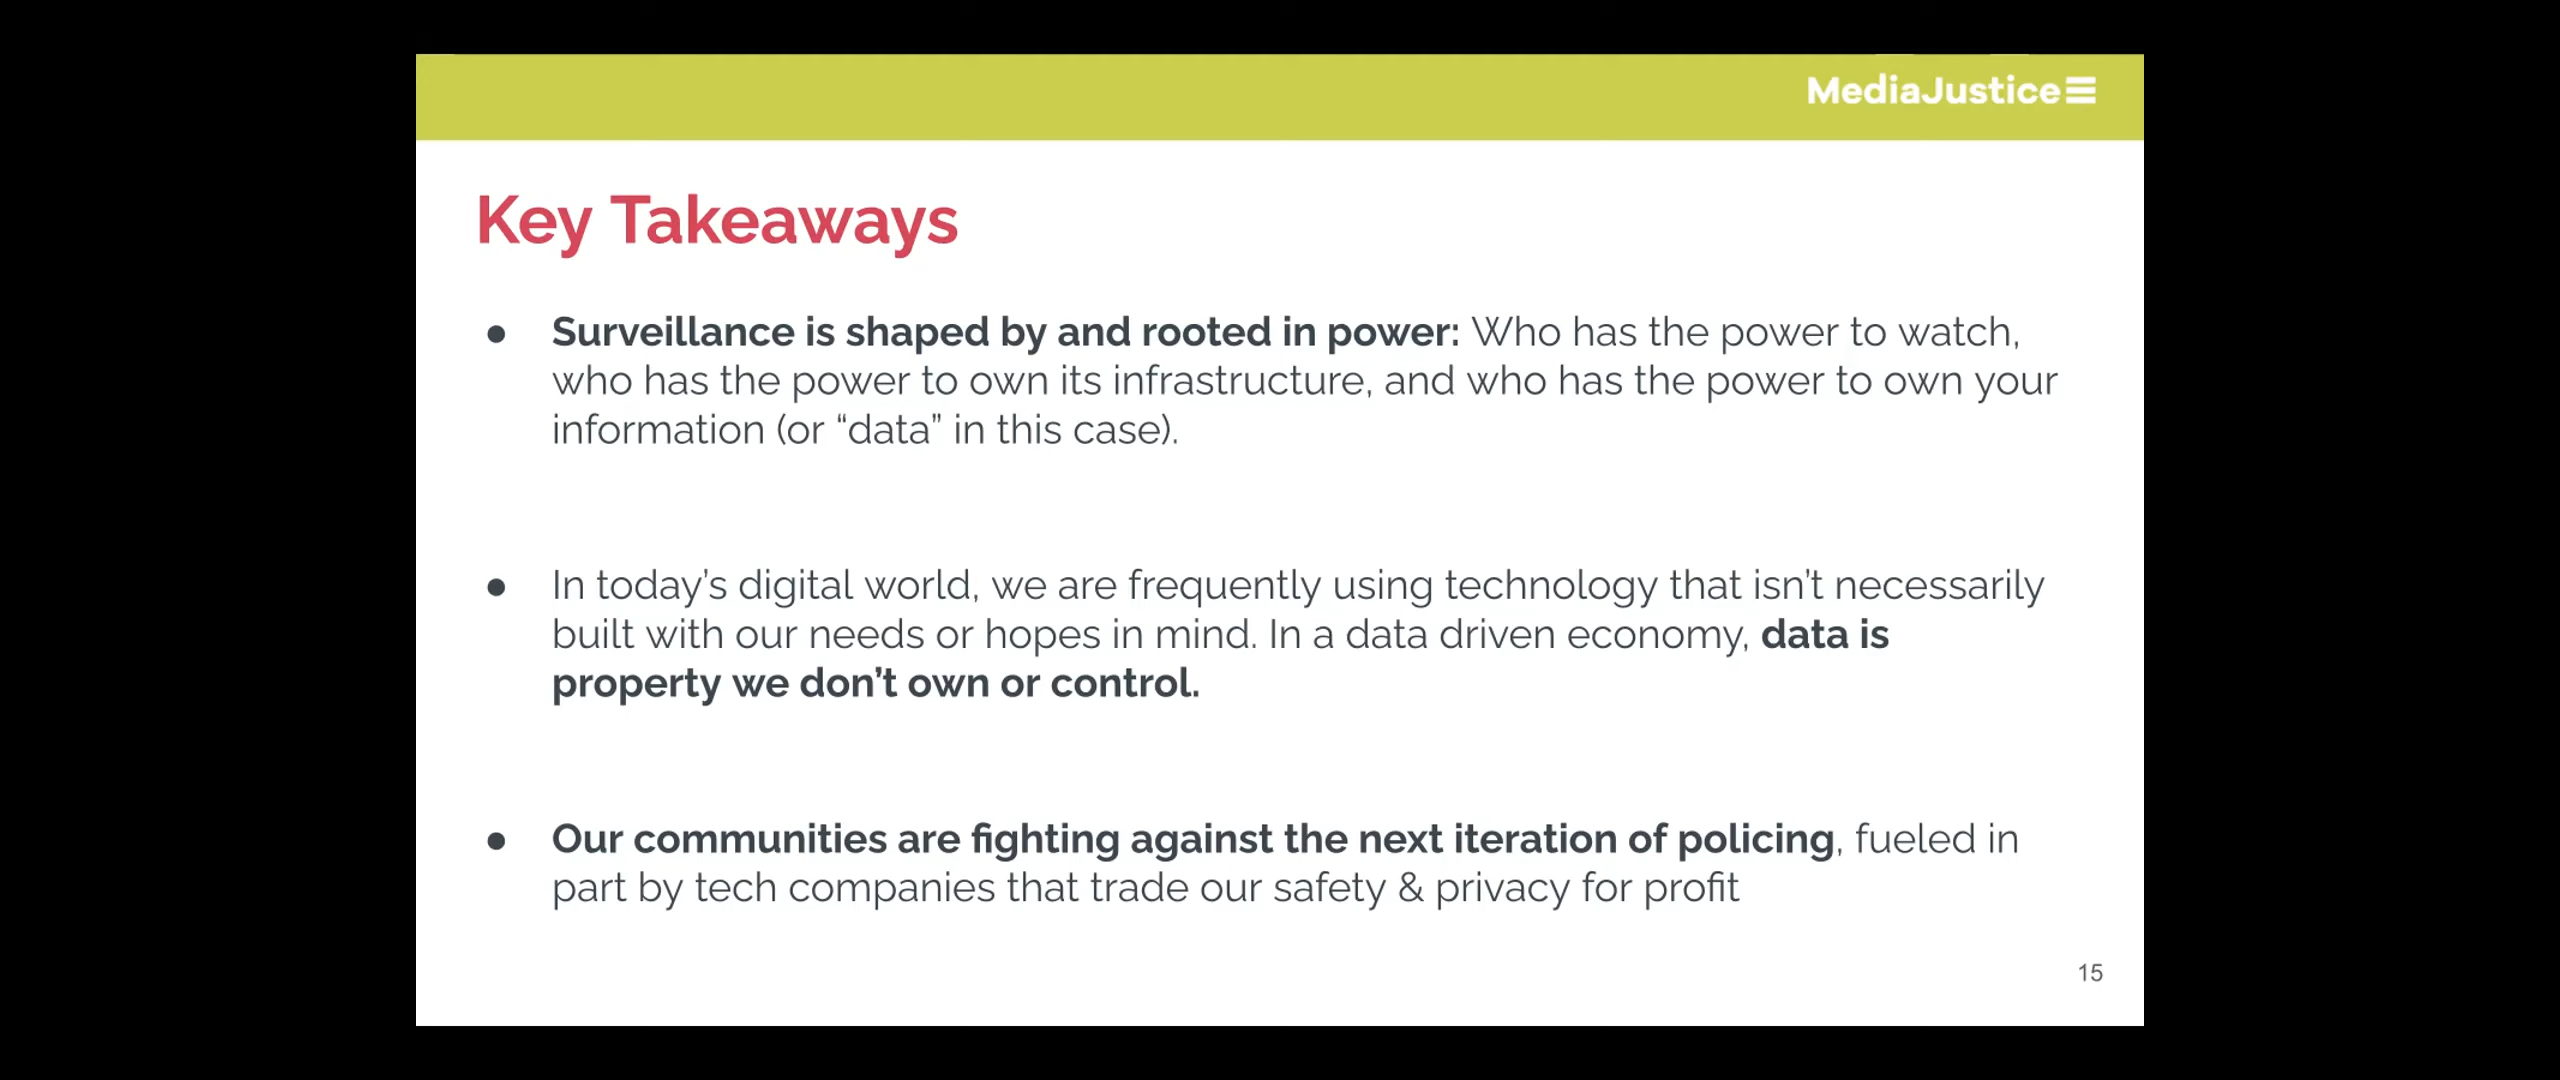 MediaJustice
Key Takeaways
● Surveillance is shaped by and rooted in power: Who has the power to watch,
who has the power to own its infrastructure, and who has the power to own your
information (or “data” in this case).
● In today’s digital world, we are frequently using technology that isn’t necessarily
built with our needs or hopes in mind. In a data driven economy, data is
property we don’t own or control.
● Our communities are fighting against the next iteration of policing, fueled in
part by tech companies that trade our safety & privacy for profit
15